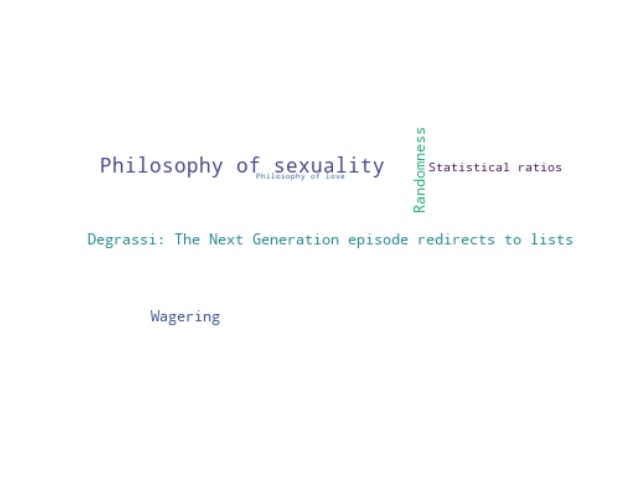 Philosophy of sexuality
Philosophy of love
Randomness
Statistical ratios
Degrassi: The Next Generation episode redirects to lists
Wagering